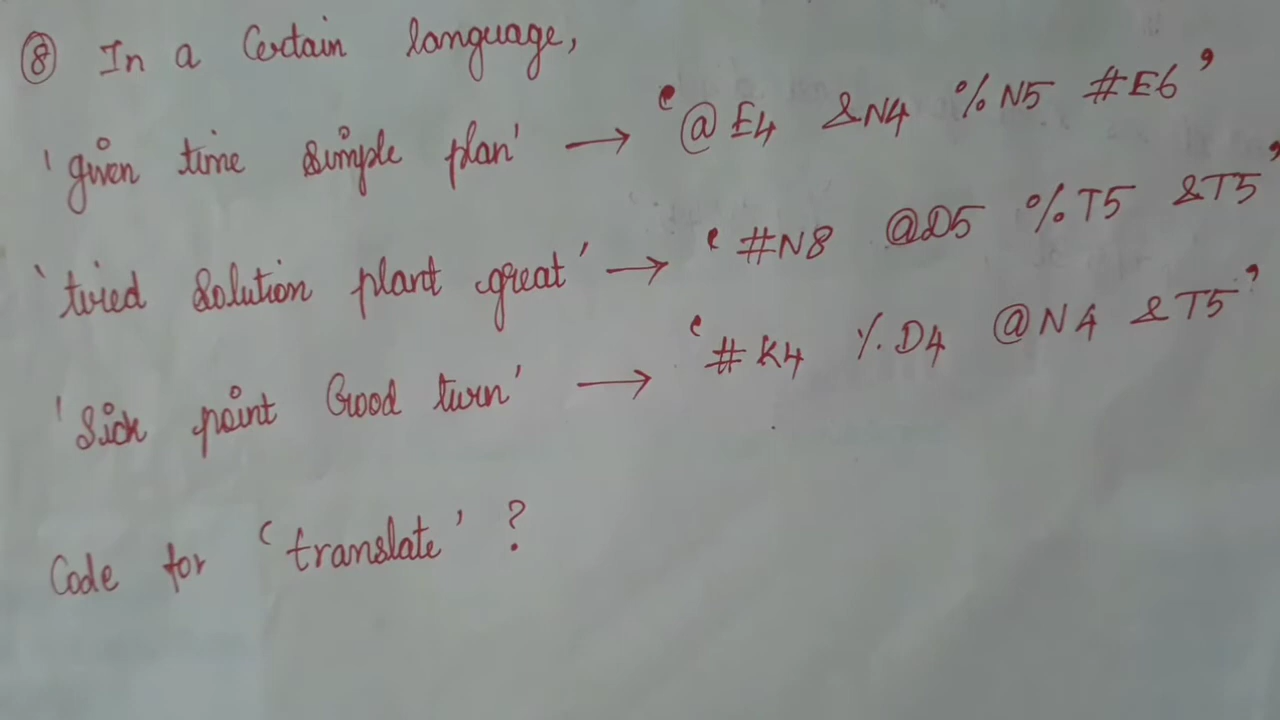 ⑧ In a Certain language,
'given time simple plan' → '@E4 &N4 %N5 #E6'
'tired solution plant great' → '#N8 @D5 %T5 &T5'
'Sick point Good turn' → '#K4 %D4 @N4 &T5'
Code for 'translate' ?